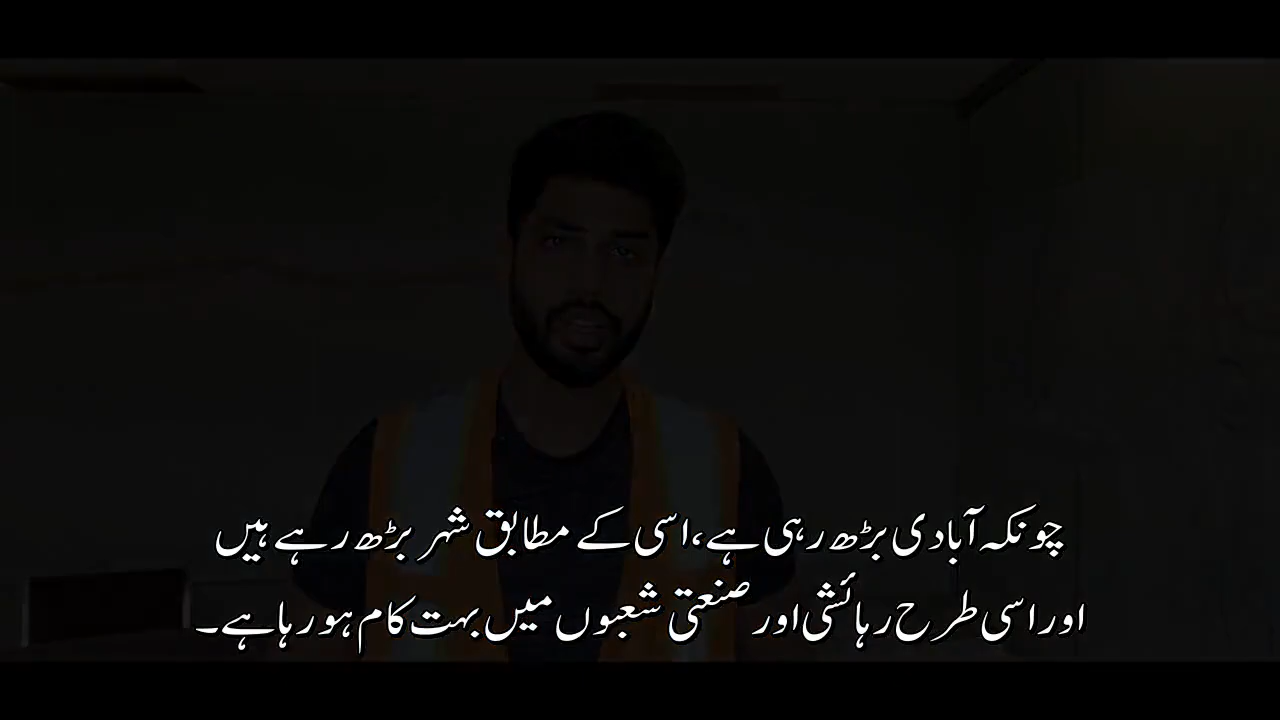 چونکہ آبادی بڑھ رہی ہے، اسی کے مطابق شہر بڑھ رہے ہیں
اور اسی طرح رہائشی اور صنعتی شعبوں میں بہت کام ہو رہا ہے۔